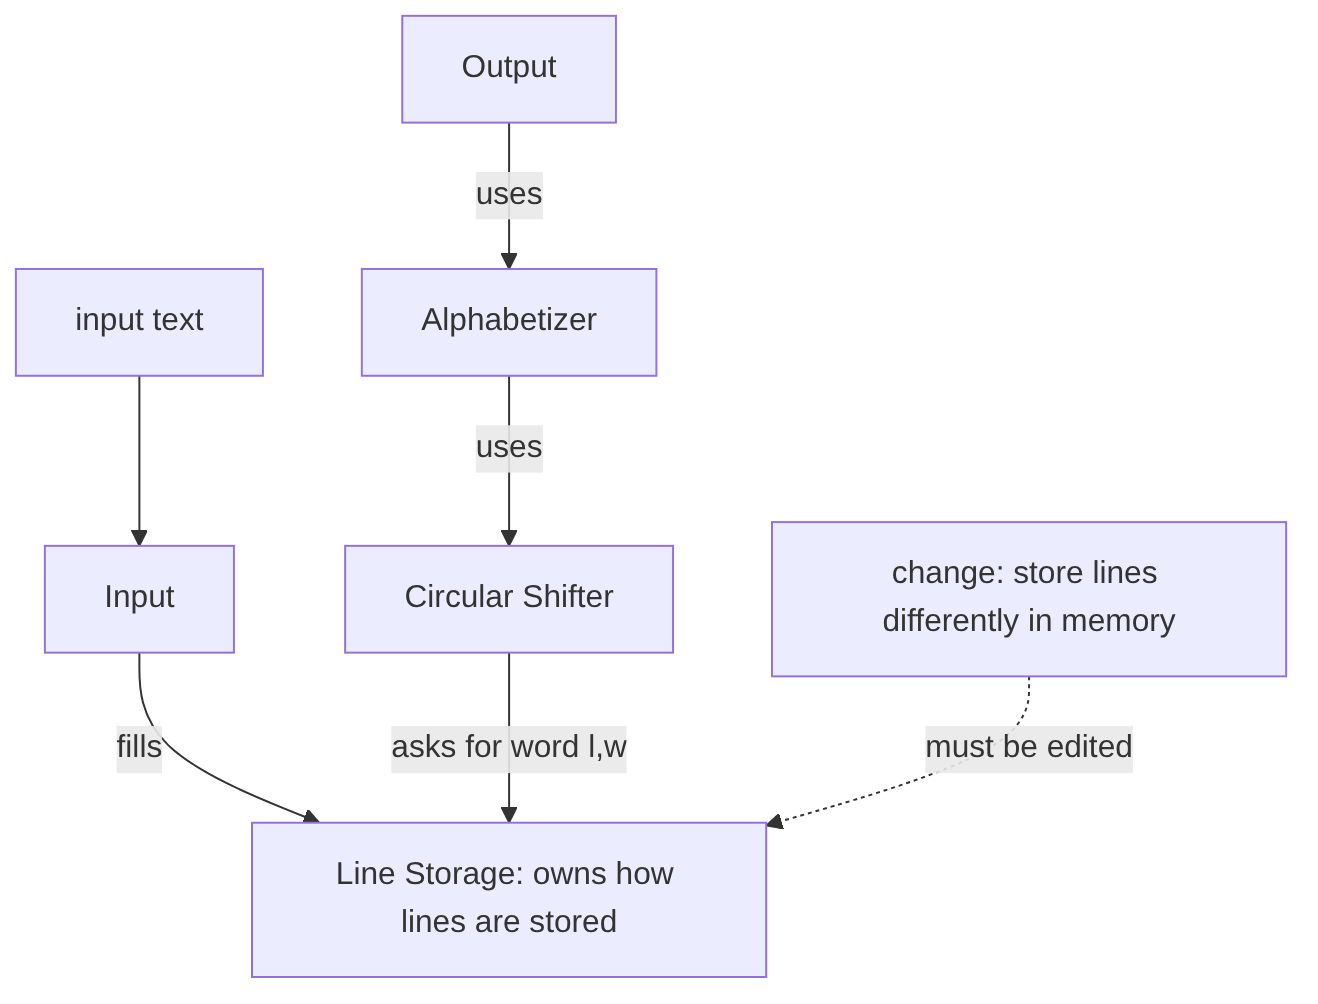 Output
uses
input text
Alphabetizer
uses
Input
Circular Shifter
change: store lines
differently in memory
fills
asks for word l,w
must be edited
Line Storage: owns how
lines are stored